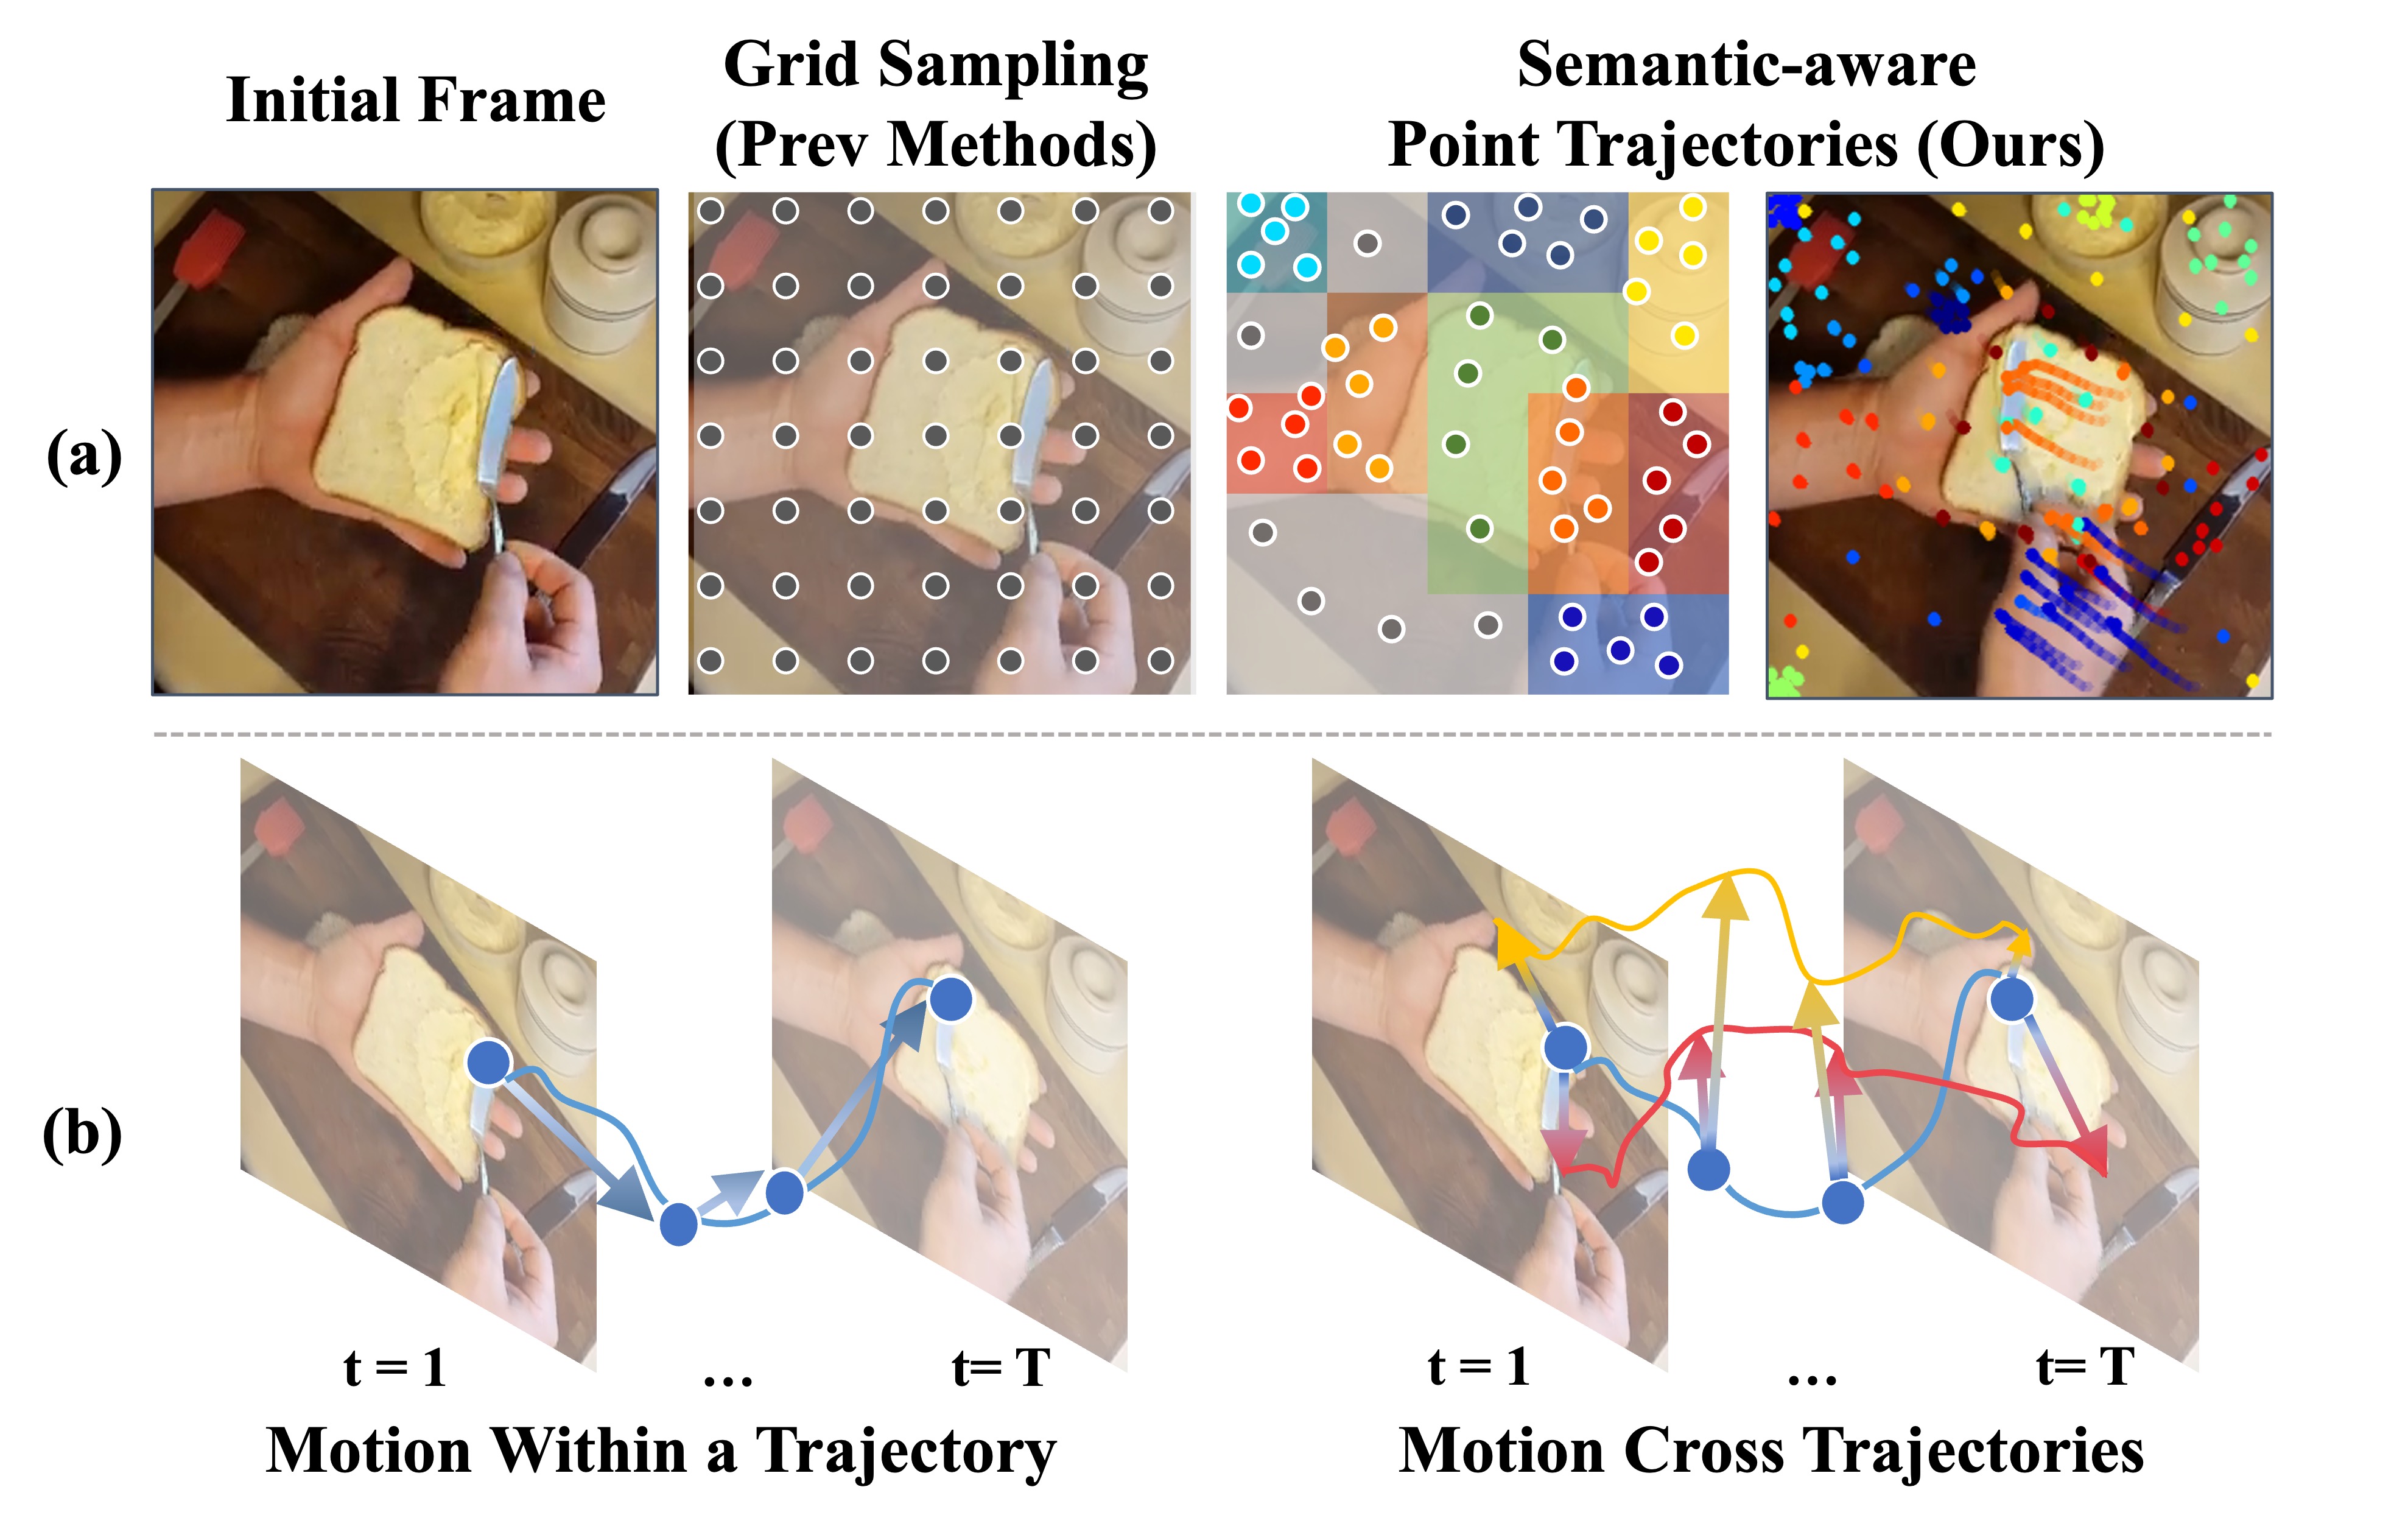 Initial Frame
Grid Sampling
(Prev Methods)
Semantic-aware
Point Trajectories (Ours)
(a)
(b)
t = 1
...
t= T
Motion Within a Trajectory
t = 1
...
t= T
Motion Cross Trajectories